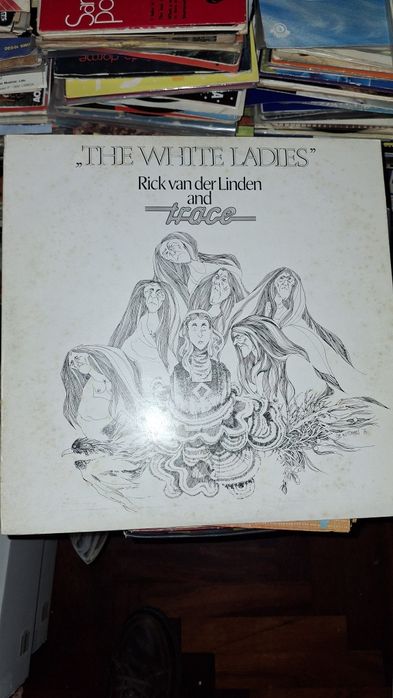 „THE WHITE LADIES”
Rick van der Linden
and
trace